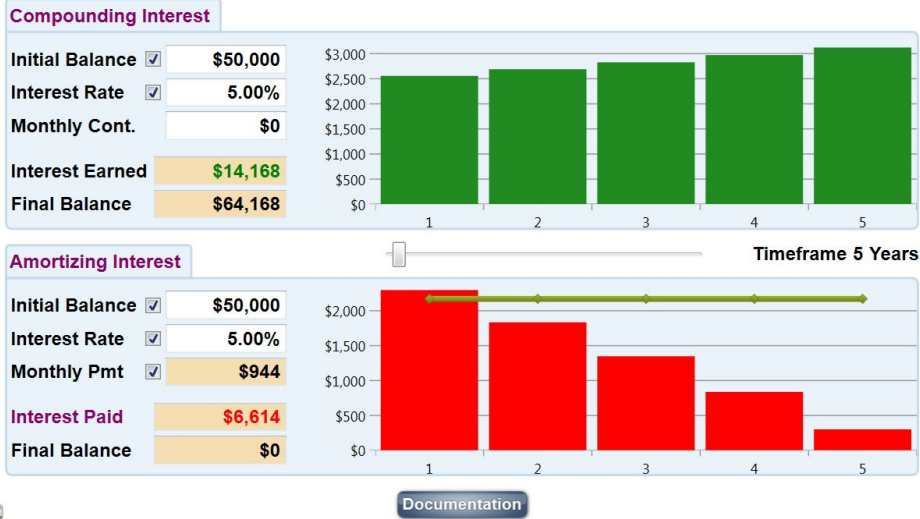 Compounding Interest
Initial Balance $50,000
Interest Rate 5.00%
Monthly Cont. $0
Interest Earned $14,168
Final Balance $64,168
$3,000
$2,500
$2,000
$1,500
$1,000
$500
$0
1 2 3 4 5
Timeframe 5 Years
Amortizing Interest
Initial Balance $50,000
Interest Rate 5.00%
Monthly Pmt $944
Interest Paid $6,614
Final Balance $0
$2,000
$1,500
$1,000
$500
$0
1 2 3 4 5
Documentation